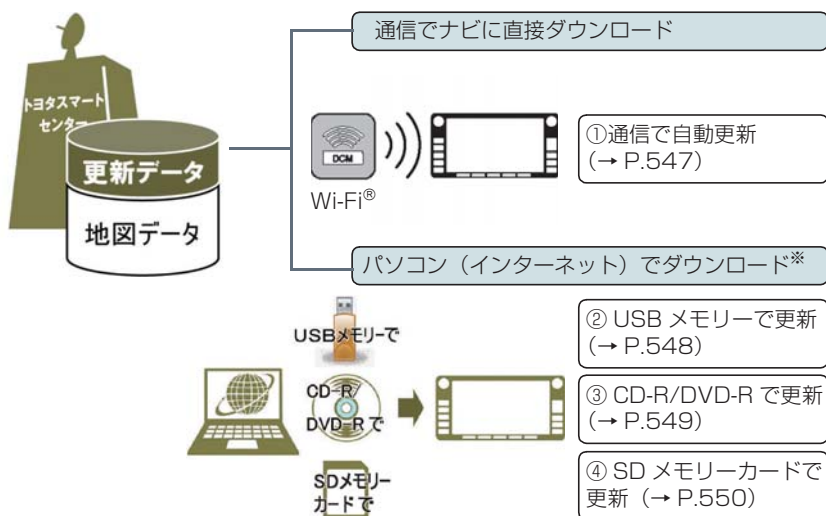 通信でナビに直接ダウンロード
トヨタスマート
センター
更新データ
地図データ
DCM
Wi-Fi®
①通信で自動更新
(→ P.547)
パソコン（インターネット）でダウンロード※
USBメモリーで
② USB メモリーで更新
(→ P.548)
CD-R/
DVD-Rで
③ CD-R/DVD-R で更新
(→ P.549)
SDメモリー
カードで
④ SD メモリーカードで
更新（→ P.550）